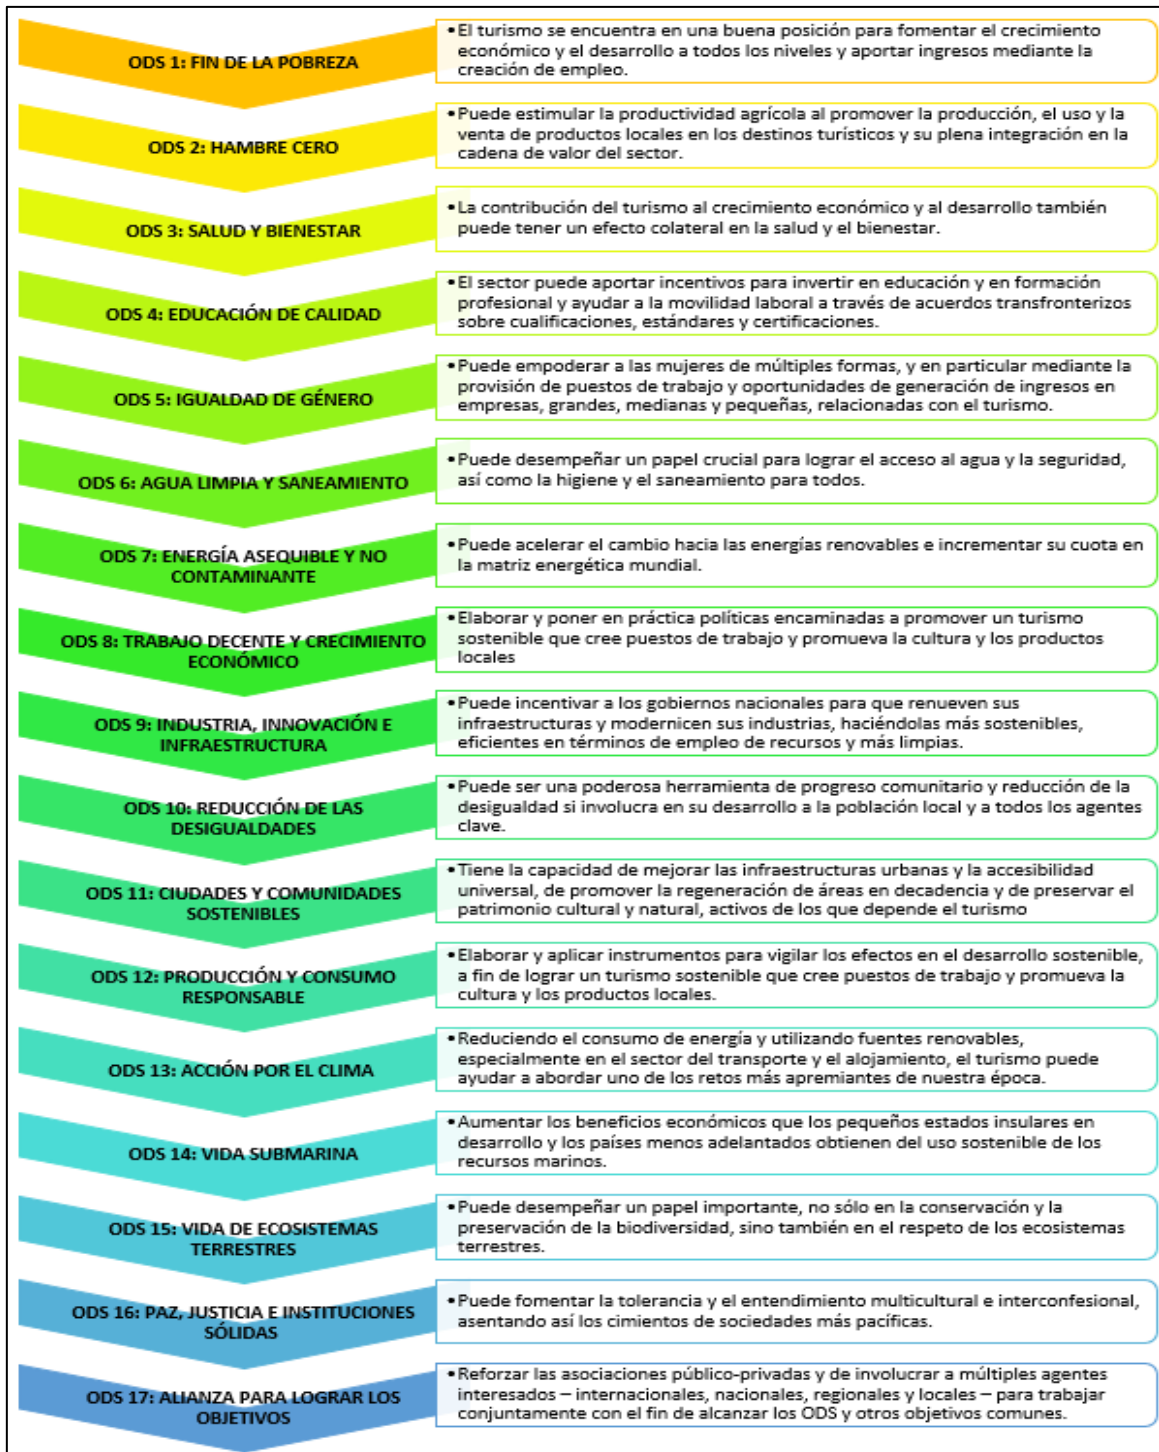 ODS 1: FIN DE LA POBREZA
•El turismo se encuentra en una buena posición para fomentar el crecimiento
económico y el desarrollo a todos los niveles y aportar ingresos mediante la
creación de empleo.
ODS 2: HAMBRE CERO
•Puede estimular la productividad agrícola al promover la producción, el uso y la
venta de productos locales en los destinos turísticos y su plena integración en la
cadena de valor del sector.
ODS 3: SALUD Y BIENESTAR
•La contribución del turismo al crecimiento económico y al desarrollo también
puede tener un efecto colateral en la salud y el bienestar.
ODS 4: EDUCACIÓN DE CALIDAD
•El sector puede aportar incentivos para invertir en educación y en formación
profesional y ayudar a la movilidad laboral a través de acuerdos transfronterizos
sobre cualificaciones, estándares y certificaciones.
ODS 5: IGUALDAD DE GÉNERO
•Puede empoderar a las mujeres de múltiples formas, y en particular mediante la
provisión de puestos de trabajo y oportunidades de generación de ingresos en
empresas, grandes, medianas y pequeñas, relacionadas con el turismo.
ODS 6: AGUA LIMPIA Y SANEAMIENTO
•Puede desempeñar un papel crucial para lograr el acceso al agua y la seguridad,
así como la higiene y el saneamiento para todos.
ODS 7: ENERGÍA ASEQUIBLE Y NO
CONTAMINANTE
•Puede acelerar el cambio hacia las energías renovables e incrementar su cuota en
la matriz energética mundial.
ODS 8: TRABAJO DECENTE Y CRECIMIENTO
ECONÓMICO
•Elaborar y poner en práctica políticas encaminadas a promover un turismo
sostenible que cree puestos de trabajo y promueva la cultura y los productos
locales
ODS 9: INDUSTRIA, INNOVACIÓN E
INFRAESTRUCTURA
•Puede incentivar a los gobiernos nacionales para que renueven sus
infraestructuras y modernicen sus industrias, haciéndolas más sostenibles,
eficientes en términos de empleo de recursos y más limpias.
ODS 10: REDUCCIÓN DE LAS
DESIGUALDADES
•Puede ser una poderosa herramienta de progreso comunitario y reducción de la
desigualdad si involucra en su desarrollo a la población local y a todos los agentes
clave.
ODS 11: CIUDADES Y COMUNIDADES
SOSTENIBLES
•Tiene la capacidad de mejorar las infraestructuras urbanas y la accesibilidad
universal, de promover la regeneración de áreas en decadencia y de preservar el
patrimonio cultural y natural, activos de los que depende el turismo
ODS 12: PRODUCCIÓN Y CONSUMO
RESPONSABLE
•Elaborar y aplicar instrumentos para vigilar los efectos en el desarrollo sostenible,
a fin de lograr un turismo sostenible que cree puestos de trabajo y promueva la
cultura y los productos locales.
ODS 13: ACCIÓN POR EL CLIMA
•Reduciendo el consumo de energía y utilizando fuentes renovables,
especialmente en el sector del transporte y el alojamiento, el turismo puede
ayudar a abordar uno de los retos más apremiantes de nuestra época.
ODS 14: VIDA SUBMARINA
•Aumentar los beneficios económicos que los pequeños estados insulares en
desarrollo y los países menos adelantados obtienen del uso sostenible de los
recursos marinos.
ODS 15: VIDA DE ECOSISTEMAS
TERRESTRES
•Puede desempeñar un papel importante, no sólo en la conservación y la
preservación de la biodiversidad, sino también en el respeto de los ecosistemas
terrestres.
ODS 16: PAZ, JUSTICIA E INSTITUCIONES
SÓLIDAS
•Puede fomentar la tolerancia y el entendimiento multicultural e interconfesional,
asentando así los cimientos de sociedades más pacíficas.
ODS 17: ALIANZA PARA LOGRAR LOS
OBJETIVOS
•Reforzar las asociaciones público-privadas y de involucrar a múltiples agentes
interesados – internacionales, nacionales, regionales y locales – para trabajar
conjuntamente con el fin de alcanzar los ODS y otros objetivos comunes.